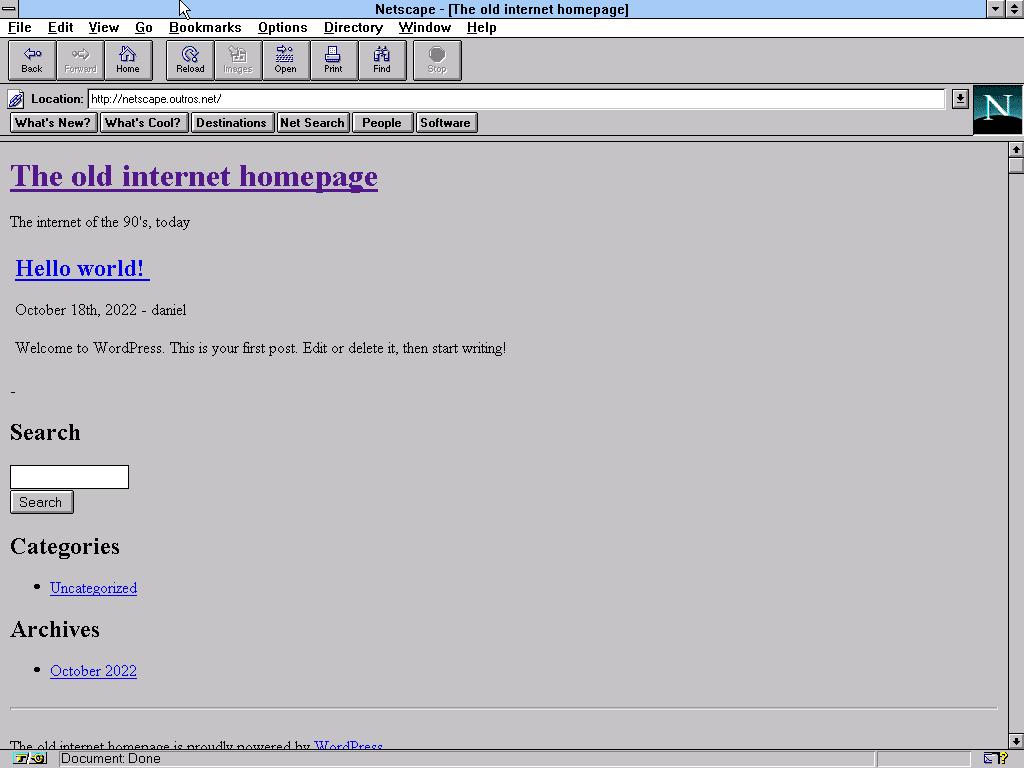 Netscape - [The old internet homepage]
File Edit View Go Bookmarks Options Directory Window Help
Back Forward Home Reload Images Open Print Find Stop
Location: http://netscape.outros.net/
N
What's New? What's Cool? Destinations Net Search People Software
The old internet homepage
The internet of the 90's, today
Hello world!
October 18th, 2022 - daniel
Welcome to WordPress. This is your first post. Edit or delete it, then start writing!
-
Search
Search
Categories
• Uncategorized
Archives
• October 2022
The old internet homepage is proudly powered by WordPress
Document: Done